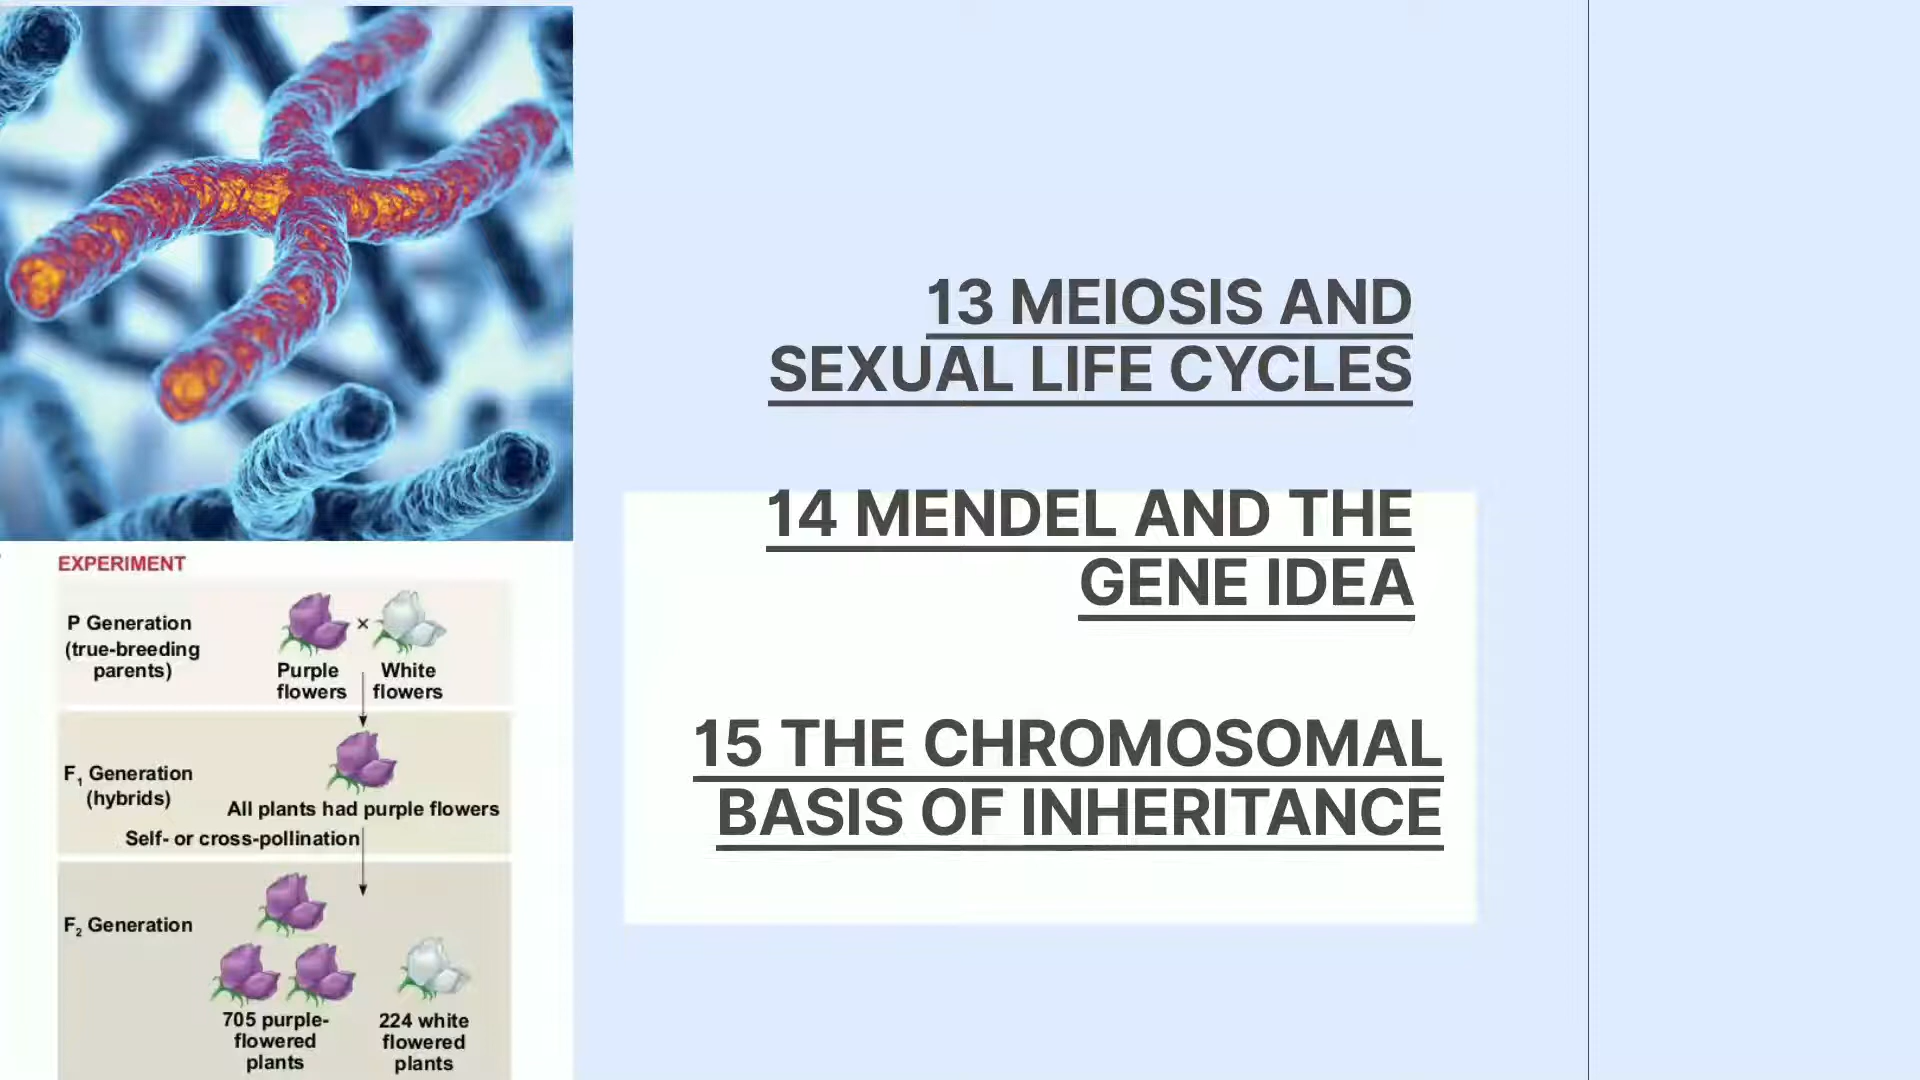 13 MEIOSIS AND
SEXUAL LIFE CYCLES
14 MENDEL AND THE
GENE IDEA
15 THE CHROMOSOMAL
BASIS OF INHERITANCE
EXPERIMENT
P Generation
(true-breeding
parents)
×
Purple
flowers
White
flowers
F₁ Generation
(hybrids)
All plants had purple flowers
Self- or cross-pollination
F₂ Generation
705 purple-
flowered
plants
224 white
flowered
plants